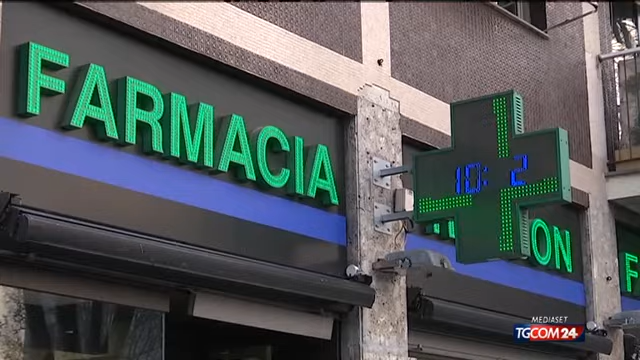 FARMACIA
10: 2
ON
F
MEDIASET
TGCOM24